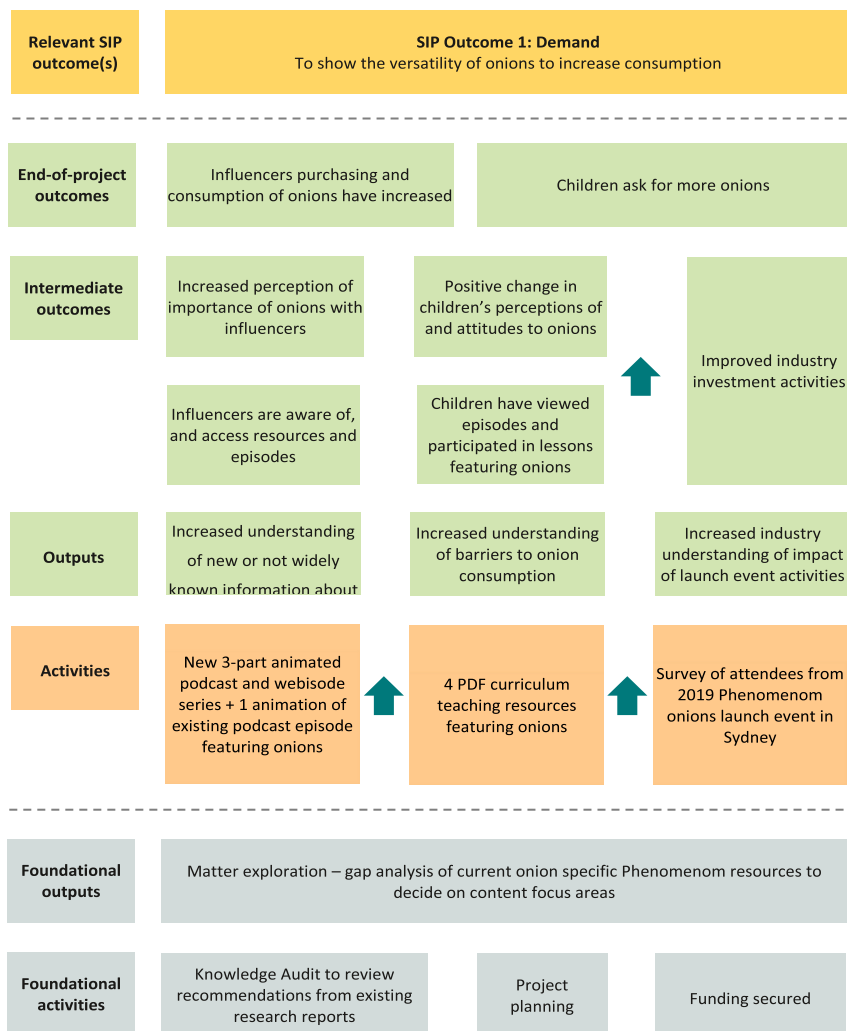 Relevant SIP
outcome(s)
SIP Outcome 1: Demand
To show the versatility of onions to increase consumption
End-of-project
outcomes
Influencers purchasing and
consumption of onions have increased
Children ask for more onions
Intermediate
outcomes
Increased perception of
importance of onions with
influencers
Positive change in
children’s perceptions of
and attitudes to onions
Improved industry
investment activities
Influencers are aware of,
and access resources and
episodes
Children have viewed
episodes and
participated in lessons
featuring onions
Outputs
Increased understanding
of new or not widely
known information about
Increased understanding
of barriers to onion
consumption
Increased industry
understanding of impact
of launch event activities
Activities
New 3-part animated
podcast and webisode
series + 1 animation of
existing podcast episode
featuring onions
4 PDF curriculum
teaching resources
featuring onions
Survey of attendees from
2019 Phenomenom
onions launch event in
Sydney
Foundational
outputs
Matter exploration – gap analysis of current onion specific Phenomenom resources to
decide on content focus areas
Foundational
activities
Knowledge Audit to review
recommendations from existing
research reports
Project
planning
Funding secured